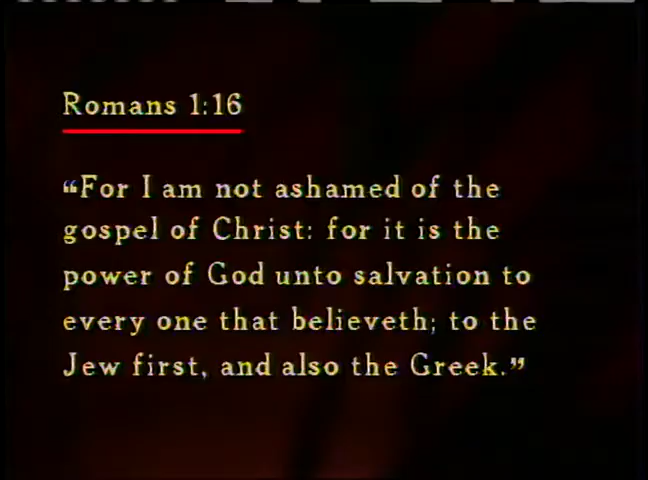 Romans 1:16
“For I am not ashamed of the
gospel of Christ: for it is the
power of God unto salvation to
every one that believeth; to the
Jew first, and also the Greek.”